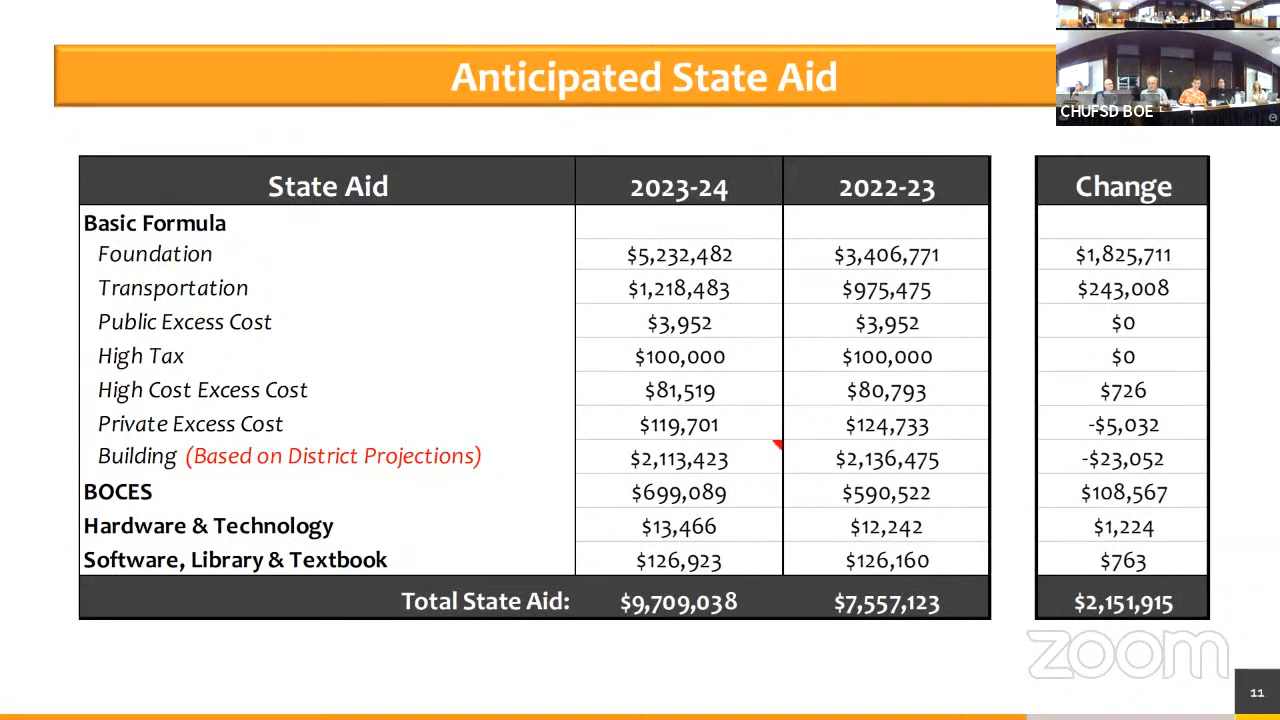 Anticipated State Aid
CHUFSD BOE
State Aid 2023-24 2022-23 Change
Basic Formula
Foundation $5,232,482 $3,406,771 $1,825,711
Transportation $1,218,483 $975,475 $243,008
Public Excess Cost $3,952 $3,952 $0
High Tax $100,000 $100,000 $0
High Cost Excess Cost $81,519 $80,793 $726
Private Excess Cost $119,701 $124,733 -$5,032
Building (Based on District Projections) $2,113,423 $2,136,475 -$23,052
BOCES $699,089 $590,522 $108,567
Hardware & Technology $13,466 $12,242 $1,224
Software, Library & Textbook $126,923 $126,160 $763
Total State Aid: $9,709,038 $7,557,123 $2,151,915
zoom
11